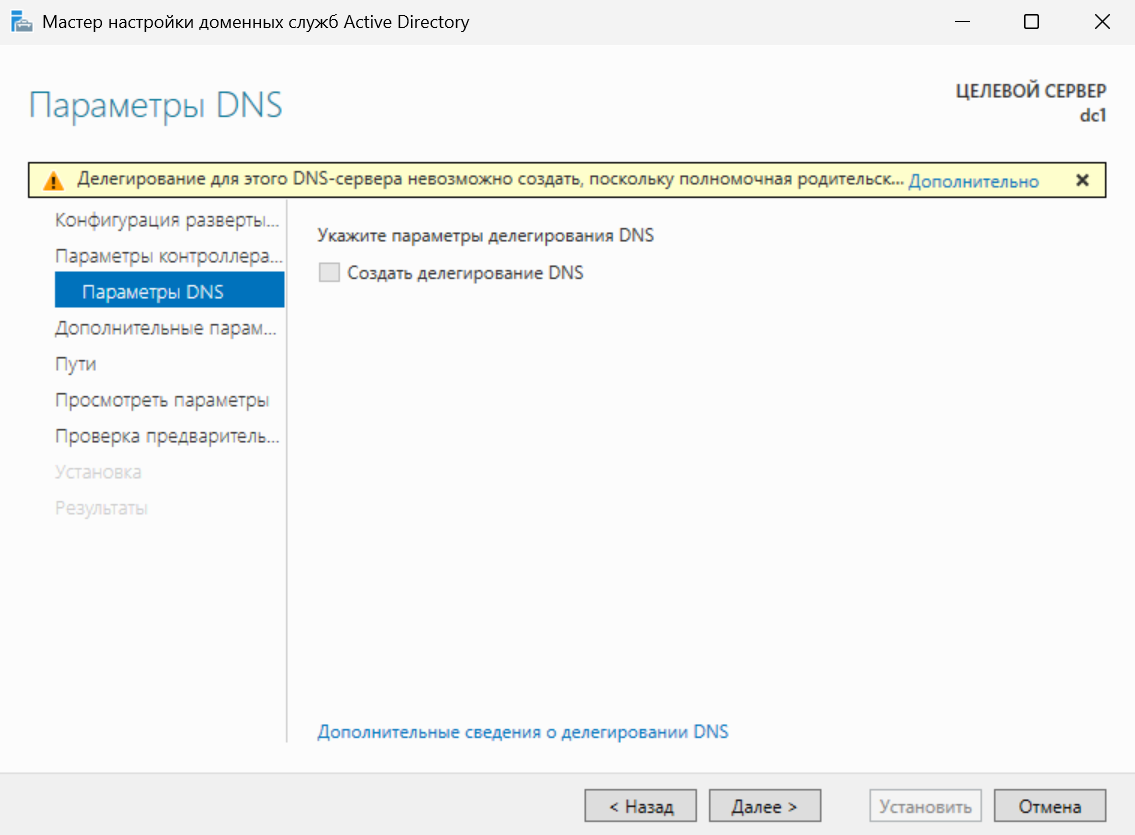 Мастер настройки доменных служб Active Directory
Параметры DNS
ЦЕЛЕВОЙ СЕРВЕР
dc1
Делегирование для этого DNS-сервера невозможно создать, поскольку полномочная родительск... Дополнительно
Конфигурация разверты...
Параметры контроллера...
Параметры DNS
Дополнительные парам...
Пути
Просмотреть параметры
Проверка предваритель...
Установка
Результаты
Укажите параметры делегирования DNS
Создать делегирование DNS
Дополнительные сведения о делегировании DNS
< Назад
Далее >
Установить
Отмена